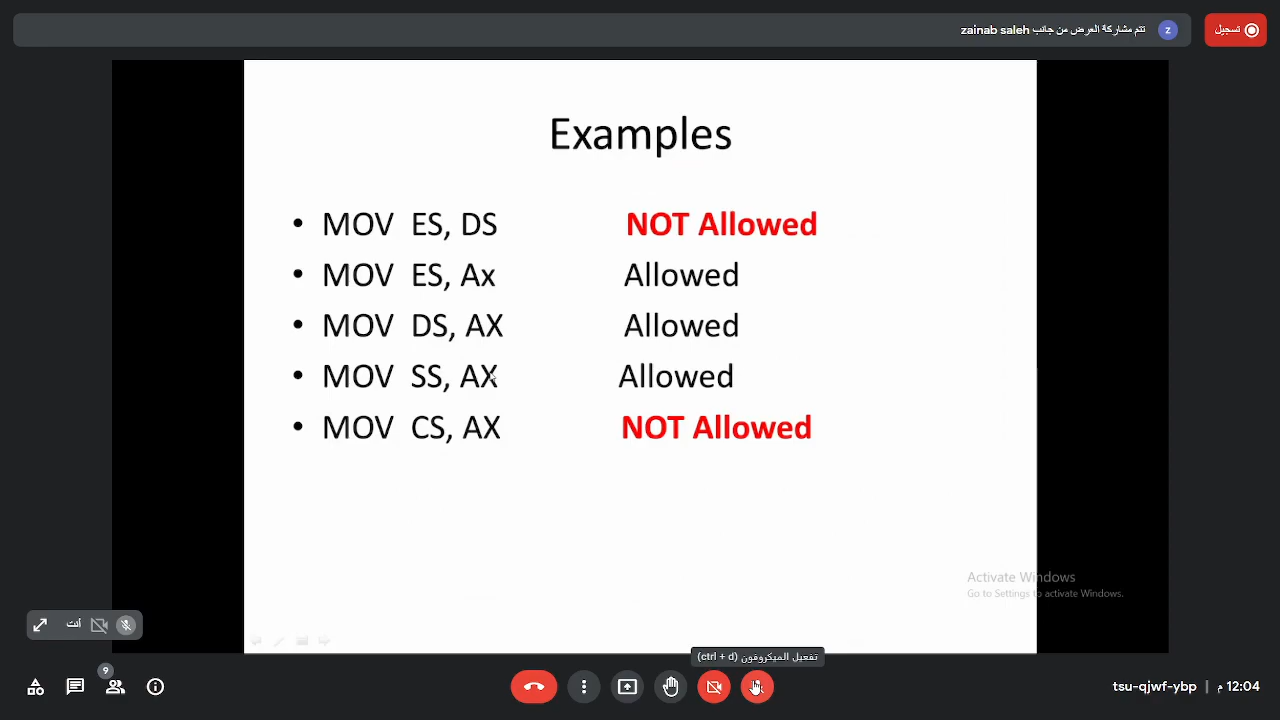 تتم مشاركة العرض من جانب zainab saleh
z
تسجيل
Examples
• MOV ES, DS NOT Allowed
• MOV ES, Ax Allowed
• MOV DS, AX Allowed
• MOV SS, AX Allowed
• MOV CS, AX NOT Allowed
Activate Windows
Go to Settings to activate Windows.
أنت
تفعيل الميكروفون (ctrl + d)
9
tsu-qjwf-ybp | 12:04 م